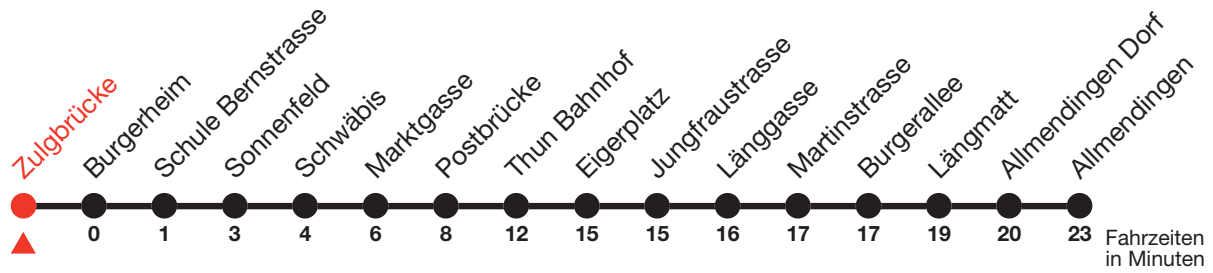 Zulgbrücke
Burgerheim
Schule Bernstrasse
Sonnenfeld
Schwäbis
Marktgasse
Postbrücke
Thun Bahnhof
Eigerplatz
Jungfraustrasse
Länggasse
Martinstrasse
Burgerallee
Längmatt
Allmendingen Dorf
Allmendingen
0 1 3 4 6 8 12 15 15 16 17 17 19 20 23 Fahrzeiten
in Minuten